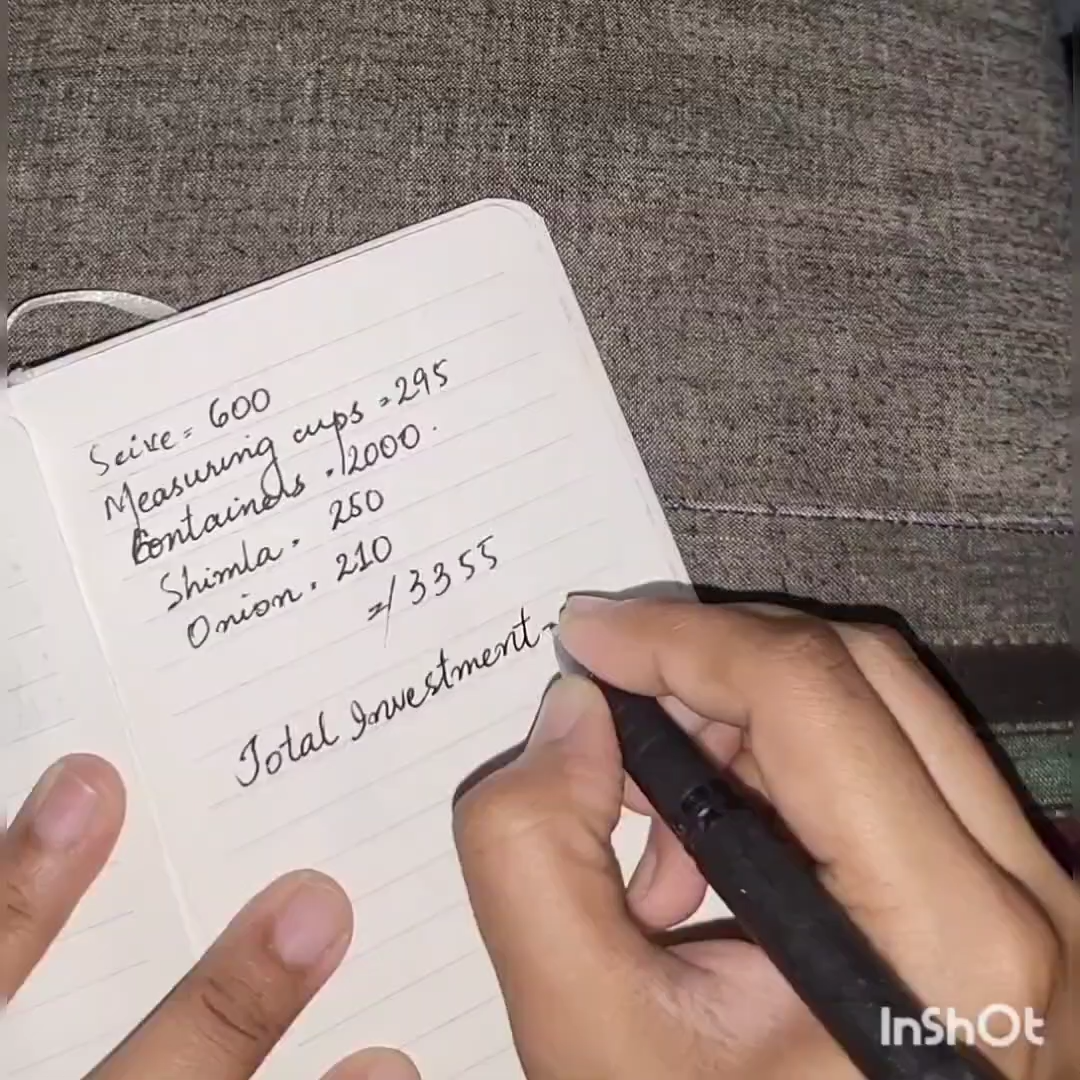 Seive = 600
Measuring cups = 295
Containers = 2000.
Shimla = 250
Onion = 210
=/ 3355
Total Investment =
InShOt